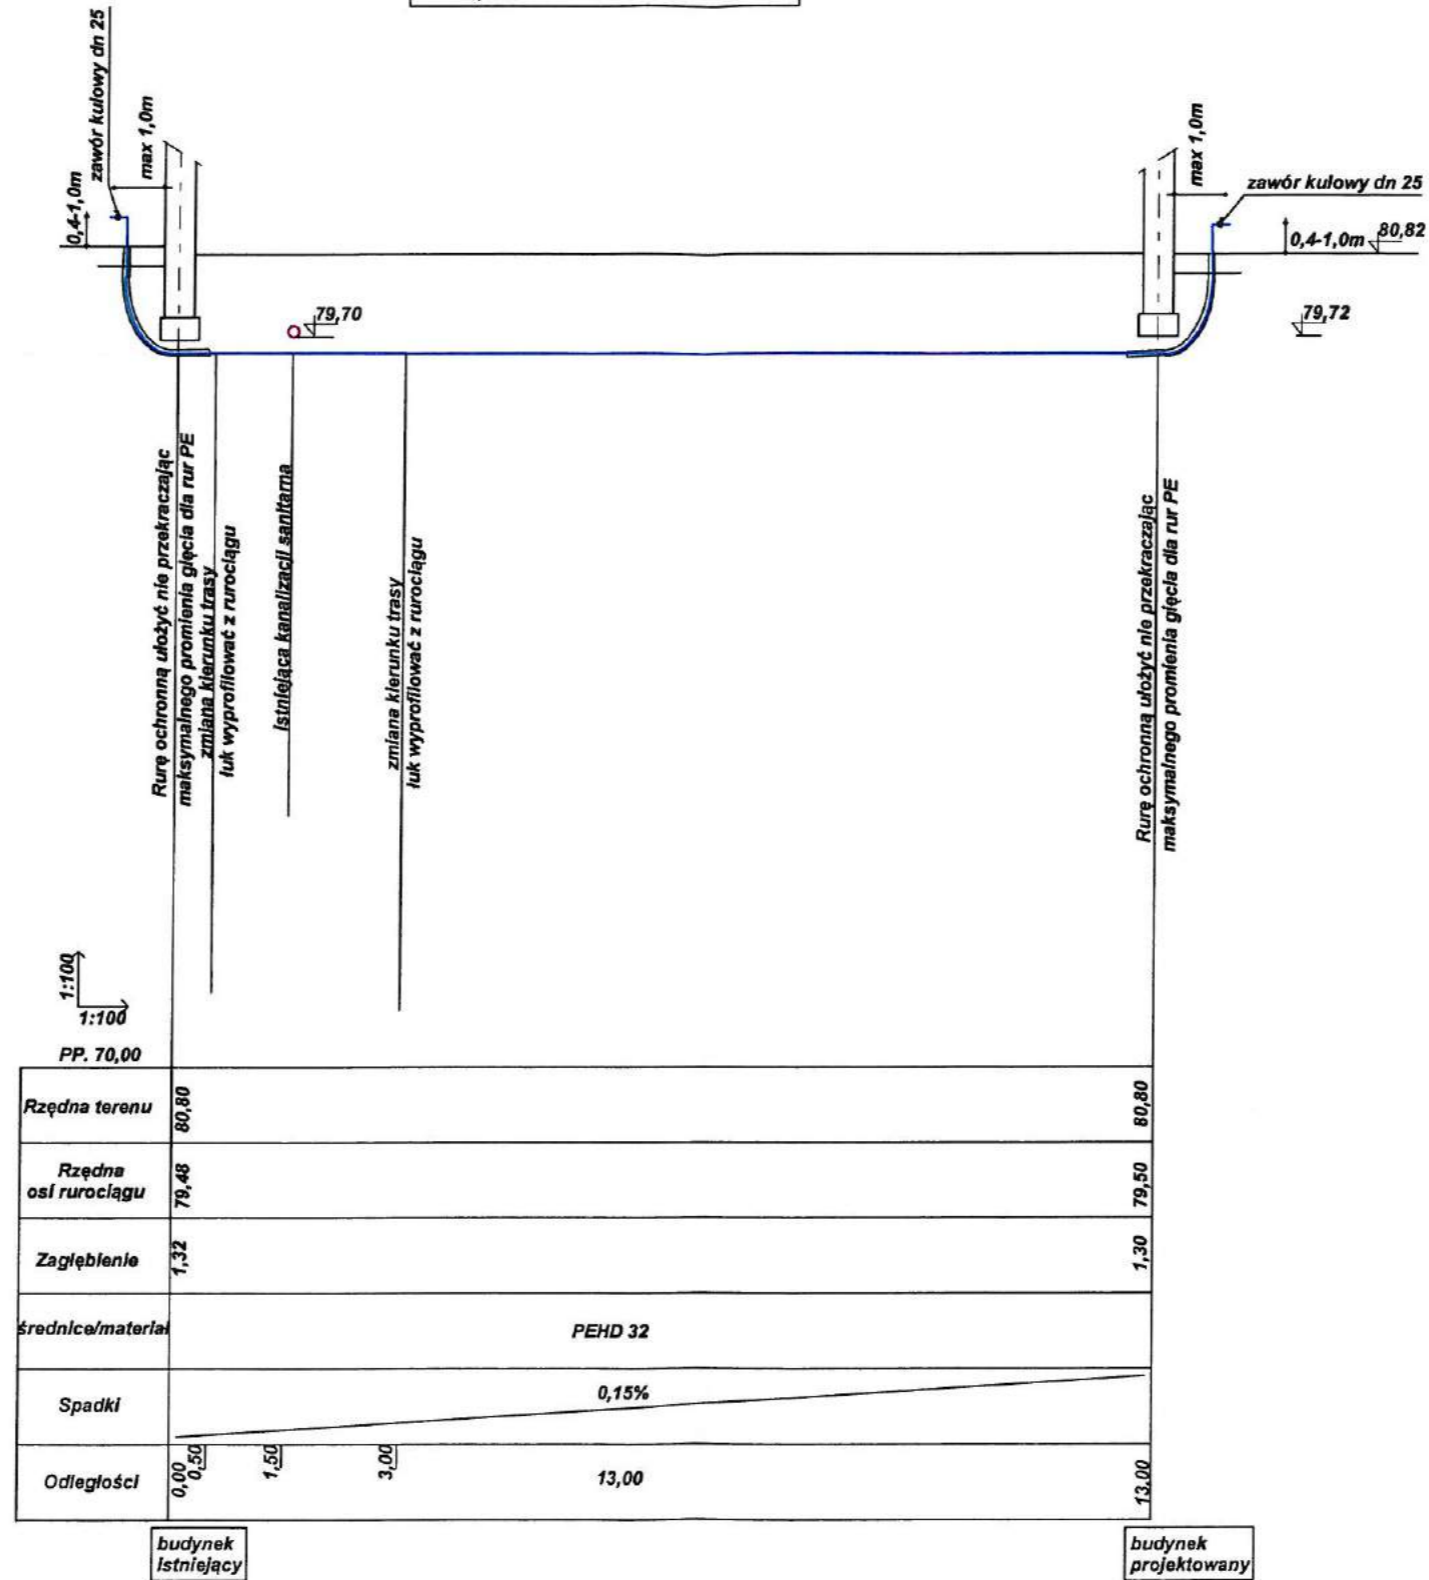 zawór kulowy dn 25
max 1,0m
0,4-1,0m
max 1,0m
zawór kulowy dn 25
0,4-1,0m
80,82
79,70
79,72
Rurę ochronną ułożyć nie przekraczając
maksymalnego promienia gięcia dla rur PE
zmiana kierunku trasy
łuk wyprofilować z rurociągu
Istniejąca kanalizacji sanitarna
zmiana kierunku trasy
łuk wyprofilować z rurociągu
Rurę ochronną ułożyć nie przekraczając
maksymalnego promienia gięcia dla rur PE
1:100
1:100
PP. 70,00
Rzędna terenu
80,80
80,80
Rzędna
osi rurociągu
79,48
79,50
Zagłębienie
1,32
1,30
średnice/materiał
PEHD 32
Spadki
0,15%
Odległości
0,00
0,50
1,50
3,00
13,00
13,00
budynek
istniejący
budynek
projektowany